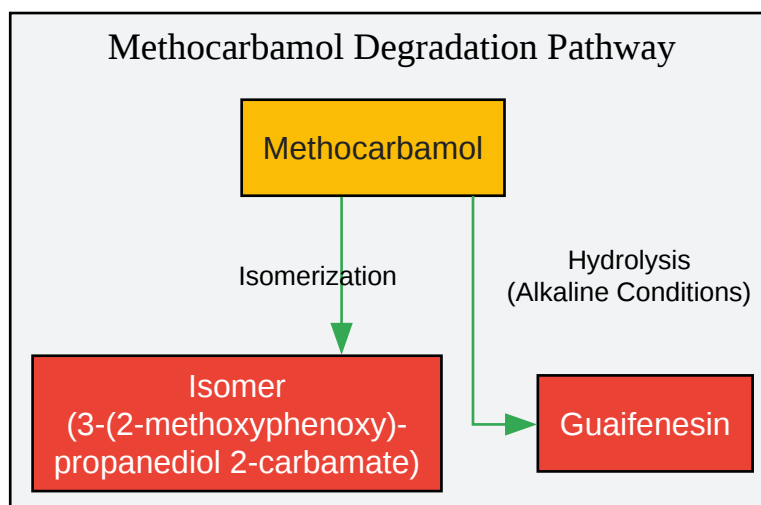 Methocarbamol Degradation Pathway
Methocarbamol
Isomerization
Hydrolysis
(Alkaline Conditions)
Isomer
(3-(2-methoxyphenoxy)-
propanediol 2-carbamate)
Guaifenesin